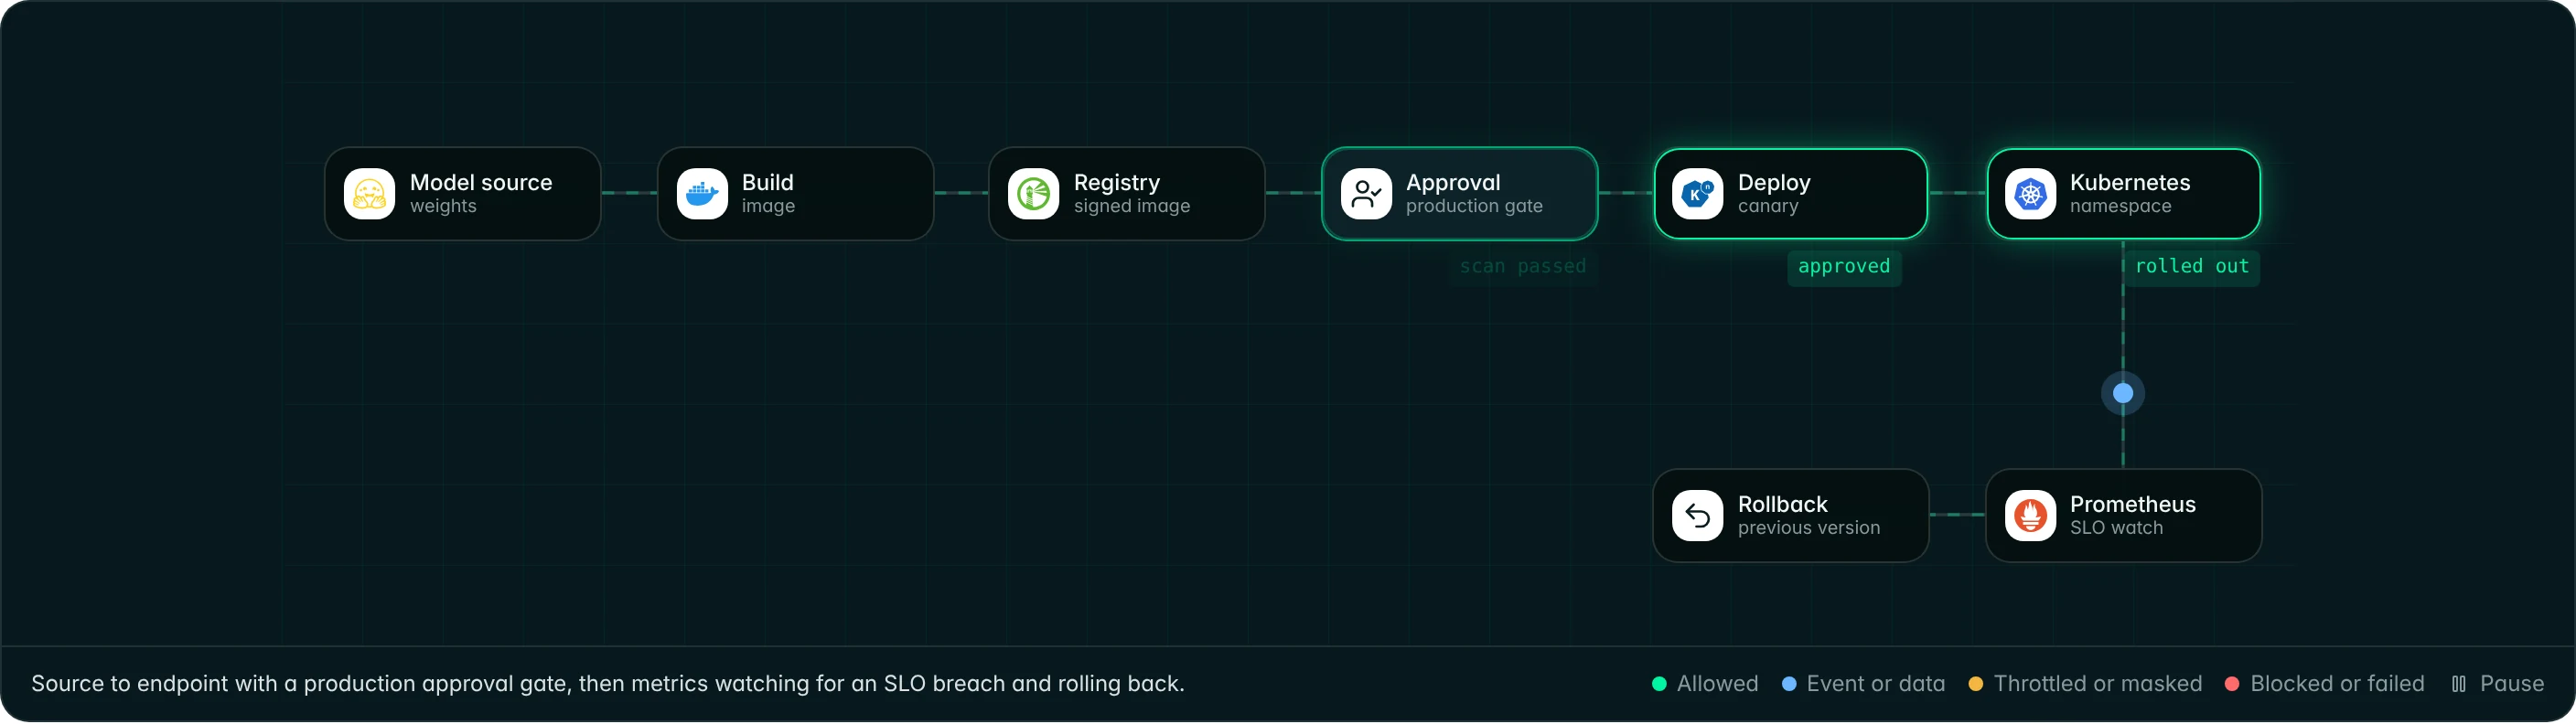 Model source
weights
Build
image
Registry
signed image
Approval
production gate
Deploy
canary
Kubernetes
namespace
scan passed
approved
rolled out
Rollback
previous version
Prometheus
SLO watch
Source to endpoint with a production approval gate, then metrics watching for an SLO breach and rolling back.
Allowed
Event or data
Throttled or masked
Blocked or failed
Pause